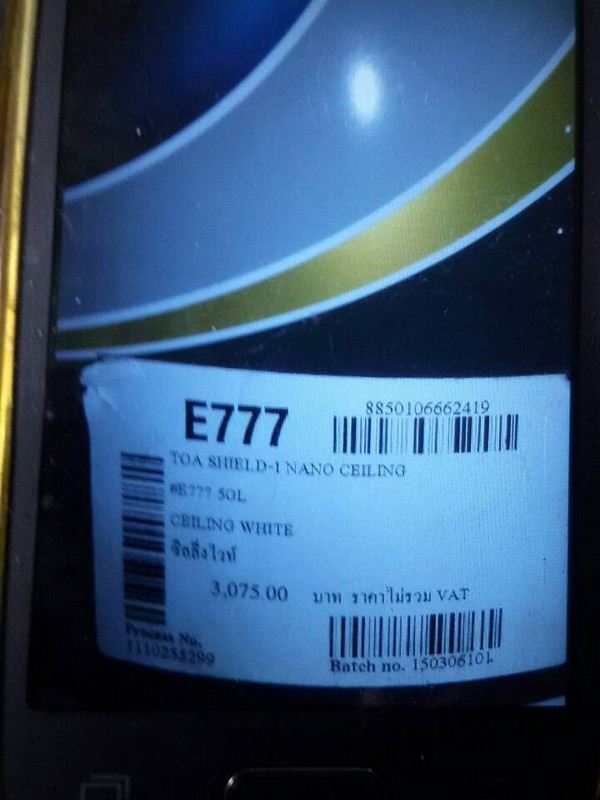 E777
8850106662419
TOA SHIELD-1 NANO CEILING
#E777 5GL
CEILING WHITE
ซิลลิ่งไวท์
3,075.00 บาท ราคาไม่รวม VAT
Process No.
1110255299
Batch no. 150306101